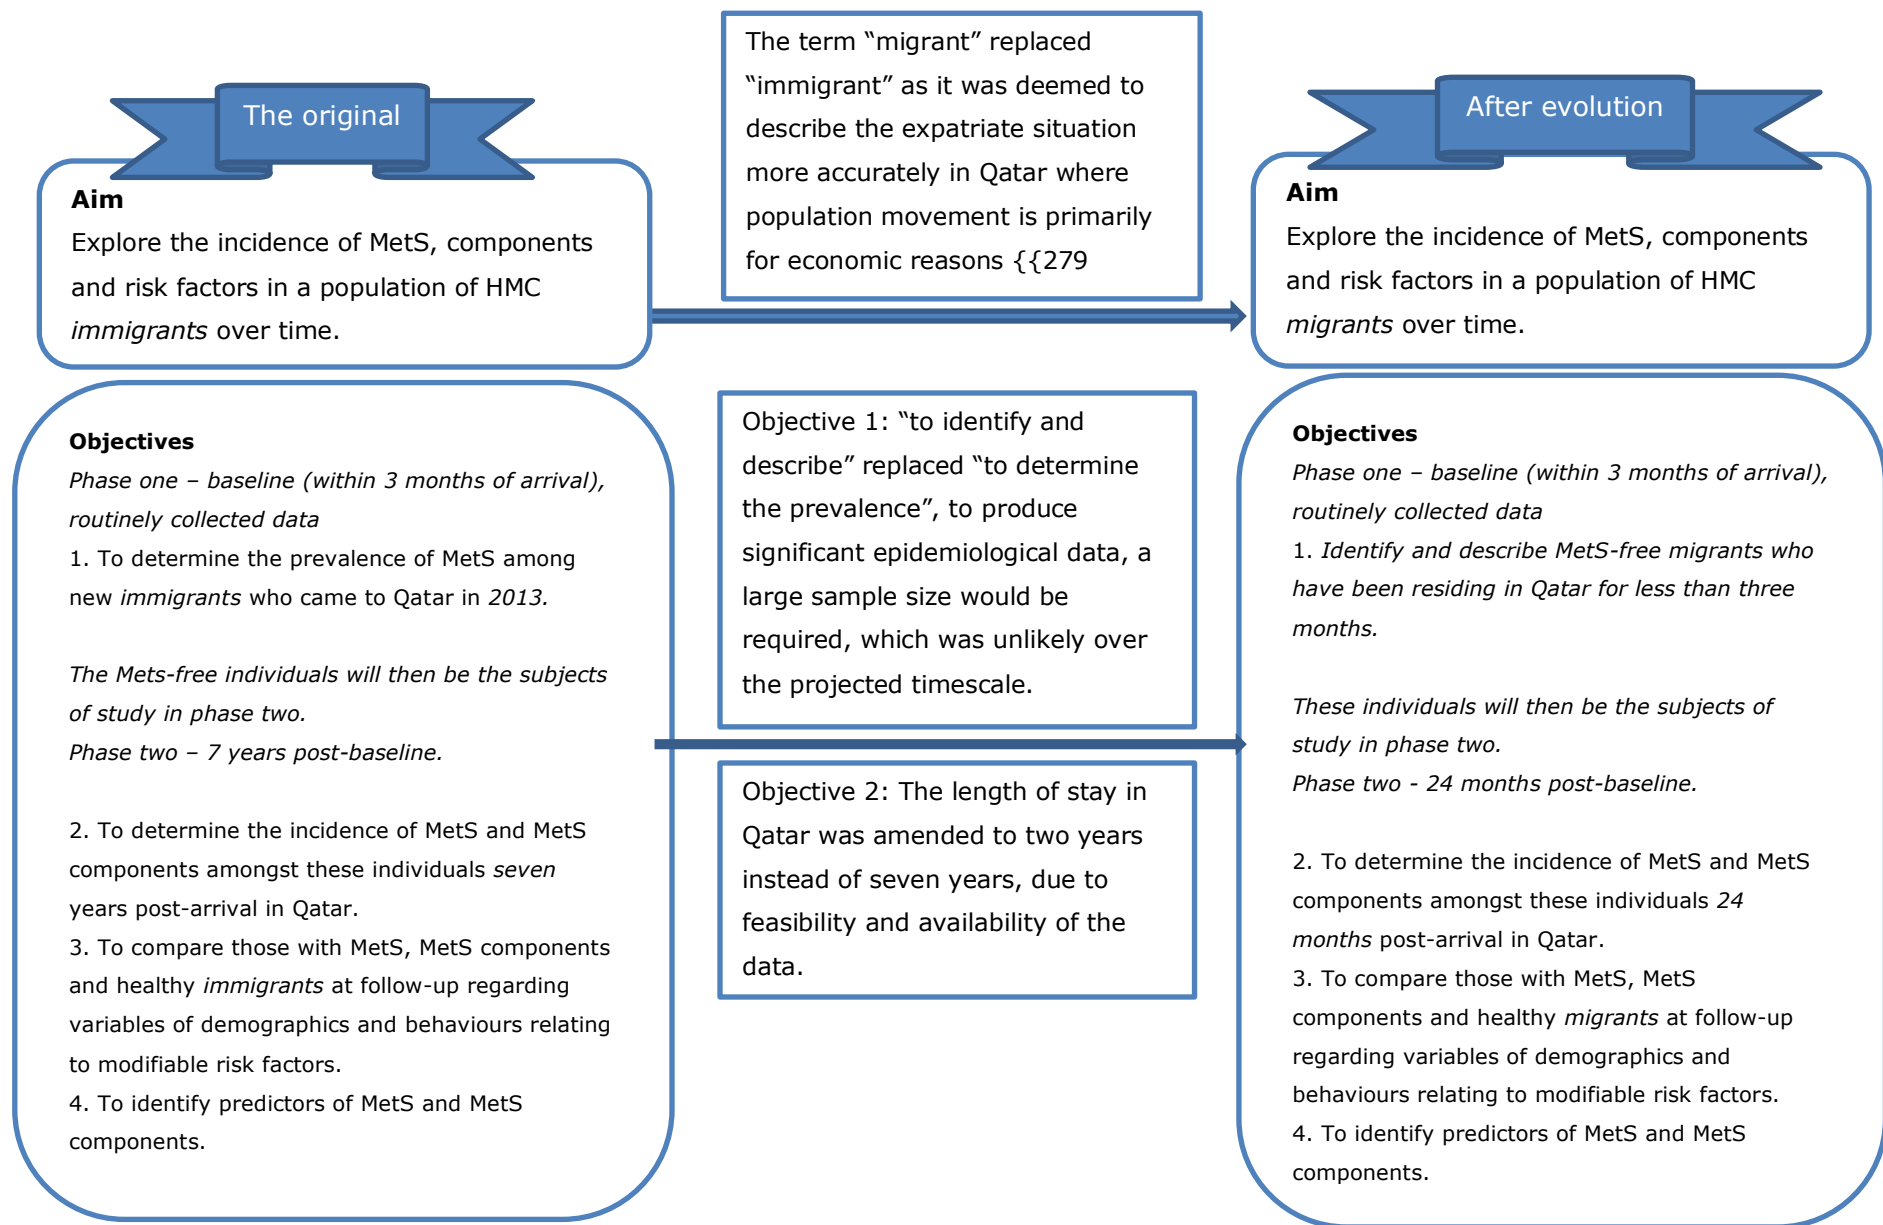 The original
Aim
Explore the incidence of MetS, components
and risk factors in a population of HMC
immigrants over time.
Objectives
Phase one – baseline (within 3 months of arrival),
routinely collected data
1. To determine the prevalence of MetS among
new immigrants who came to Qatar in 2013.
The Mets-free individuals will then be the subjects
of study in phase two.
Phase two – 7 years post-baseline.
2. To determine the incidence of MetS and MetS
components amongst these individuals seven
years post-arrival in Qatar.
3. To compare those with MetS, MetS components
and healthy immigrants at follow-up regarding
variables of demographics and behaviours relating
to modifiable risk factors.
4. To identify predictors of MetS and MetS
components.
The term “migrant” replaced
“immigrant” as it was deemed to
describe the expatriate situation
more accurately in Qatar where
population movement is primarily
for economic reasons {{279
Objective 1: “to identify and
describe” replaced “to determine
the prevalence”, to produce
significant epidemiological data, a
large sample size would be
required, which was unlikely over
the projected timescale.
Objective 2: The length of stay in
Qatar was amended to two years
instead of seven years, due to
feasibility and availability of the
data.
After evolution
Aim
Explore the incidence of MetS, components
and risk factors in a population of HMC
migrants over time.
Objectives
Phase one – baseline (within 3 months of arrival),
routinely collected data
1. Identify and describe MetS-free migrants who
have been residing in Qatar for less than three
months.
These individuals will then be the subjects of
study in phase two.
Phase two - 24 months post-baseline.
2. To determine the incidence of MetS and MetS
components amongst these individuals 24
months post-arrival in Qatar.
3. To compare those with MetS, MetS
components and healthy migrants at follow-up
regarding variables of demographics and
behaviours relating to modifiable risk factors.
4. To identify predictors of MetS and MetS
components.